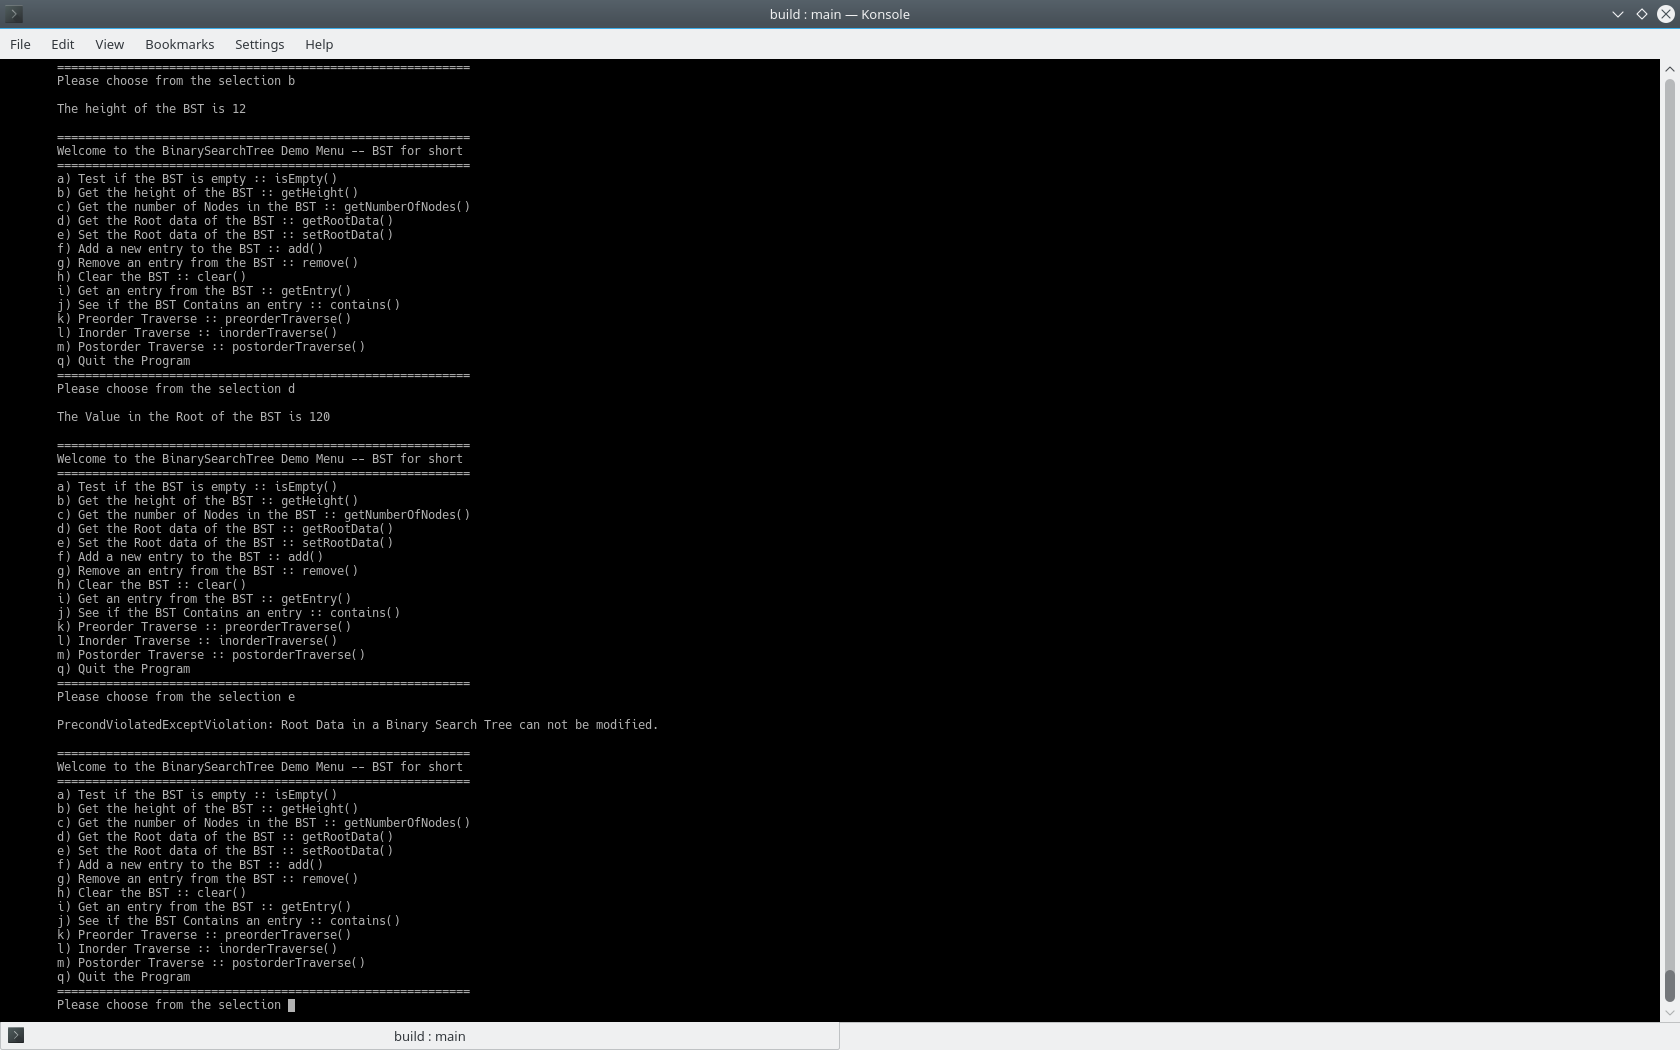 build : main — Konsole
File Edit View Bookmarks Settings Help
===========================================================
Please choose from the selection b
The height of the BST is 12
===========================================================
Welcome to the BinarySearchTree Demo Menu -- BST for short
===========================================================
a) Test if the BST is empty :: isEmpty()
b) Get the height of the BST :: getHeight()
c) Get the number of Nodes in the BST :: getNumberOfNodes()
d) Get the Root data of the BST :: getRootData()
e) Set the Root data of the BST :: setRootData()
f) Add a new entry to the BST :: add()
g) Remove an entry from the BST :: remove()
h) Clear the BST :: clear()
i) Get an entry from the BST :: getEntry()
j) See if the BST Contains an entry :: contains()
k) Preorder Traverse :: preorderTraverse()
l) Inorder Traverse :: inorderTraverse()
m) Postorder Traverse :: postorderTraverse()
q) Quit the Program
===========================================================
Please choose from the selection d
The Value in the Root of the BST is 120
===========================================================
Welcome to the BinarySearchTree Demo Menu -- BST for short
===========================================================
a) Test if the BST is empty :: isEmpty()
b) Get the height of the BST :: getHeight()
c) Get the number of Nodes in the BST :: getNumberOfNodes()
d) Get the Root data of the BST :: getRootData()
e) Set the Root data of the BST :: setRootData()
f) Add a new entry to the BST :: add()
g) Remove an entry from the BST :: remove()
h) Clear the BST :: clear()
i) Get an entry from the BST :: getEntry()
j) See if the BST Contains an entry :: contains()
k) Preorder Traverse :: preorderTraverse()
l) Inorder Traverse :: inorderTraverse()
m) Postorder Traverse :: postorderTraverse()
q) Quit the Program
===========================================================
Please choose from the selection e
PrecondViolatedExceptViolation: Root Data in a Binary Search Tree can not be modified.
===========================================================
Welcome to the BinarySearchTree Demo Menu -- BST for short
===========================================================
a) Test if the BST is empty :: isEmpty()
b) Get the height of the BST :: getHeight()
c) Get the number of Nodes in the BST :: getNumberOfNodes()
d) Get the Root data of the BST :: getRootData()
e) Set the Root data of the BST :: setRootData()
f) Add a new entry to the BST :: add()
g) Remove an entry from the BST :: remove()
h) Clear the BST :: clear()
i) Get an entry from the BST :: getEntry()
j) See if the BST Contains an entry :: contains()
k) Preorder Traverse :: preorderTraverse()
l) Inorder Traverse :: inorderTraverse()
m) Postorder Traverse :: postorderTraverse()
q) Quit the Program
===========================================================
Please choose from the selection
build : main